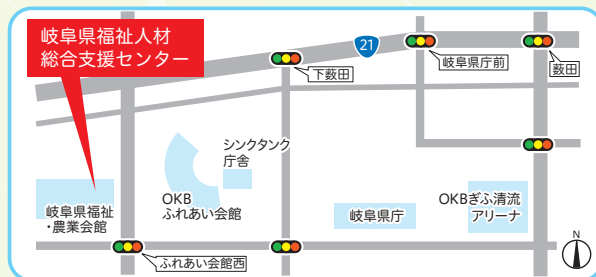 岐阜県福祉人材
総合支援センター
21
下薮田
岐阜県庁前
薮田
シンクタンク
庁舎
OKB
ふれあい会館
岐阜県福祉
・農業会館
岐阜県庁
OKBぎふ清流
アリーナ
ふれあい会館西
N